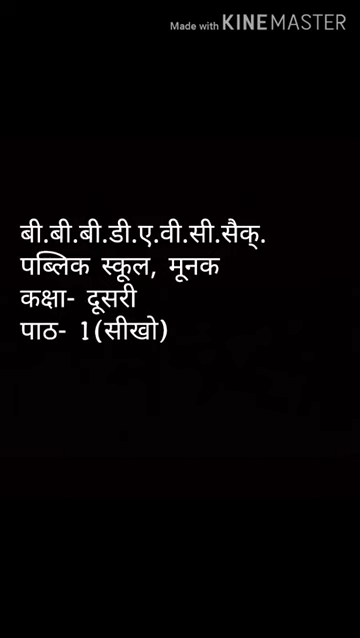 Made with KINEMASTER
बी.बी.बी.डी.ए.वी.सी.सैक्.
पब्लिक स्कूल, मूनक
कक्षा- दूसरी
पाठ- 1(सीखो)